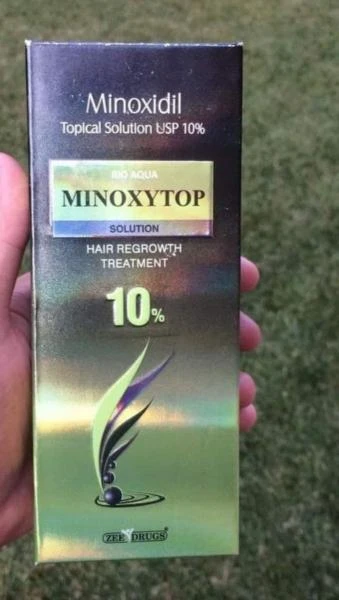 Minoxidil
Topical Solution USP 10%
BIO AQUA
MINOXYTOP
SOLUTION
HAIR REGROWTH
TREATMENT
10%
ZEE DRUGS